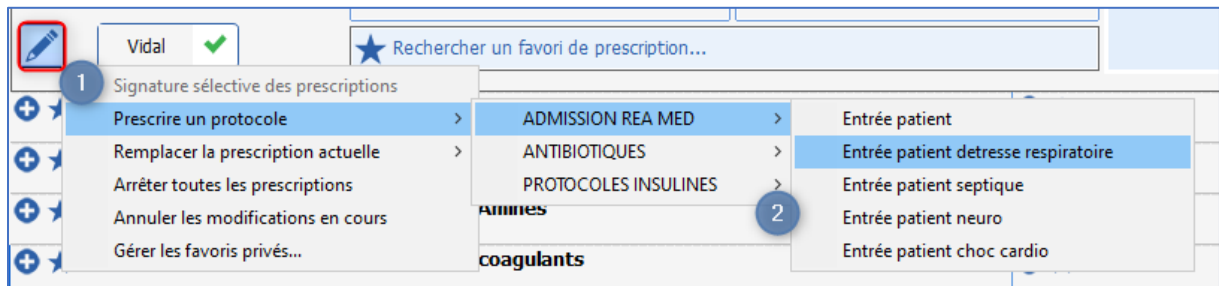 Vidal
Rechercher un favori de prescription...
1
Signature sélective des prescriptions
Prescrire un protocole
Remplacer la prescription actuelle
Arrêter toutes les prescriptions
Annuler les modifications en cours
Gérer les favoris privés...
ADMISSION REA MED
ANTIBIOTIQUES
PROTOCOLES INSULINES
2
Entrée patient
Entrée patient detresse respiratoire
Entrée patient septique
Entrée patient neuro
Entrée patient choc cardio
Amines
coagulants